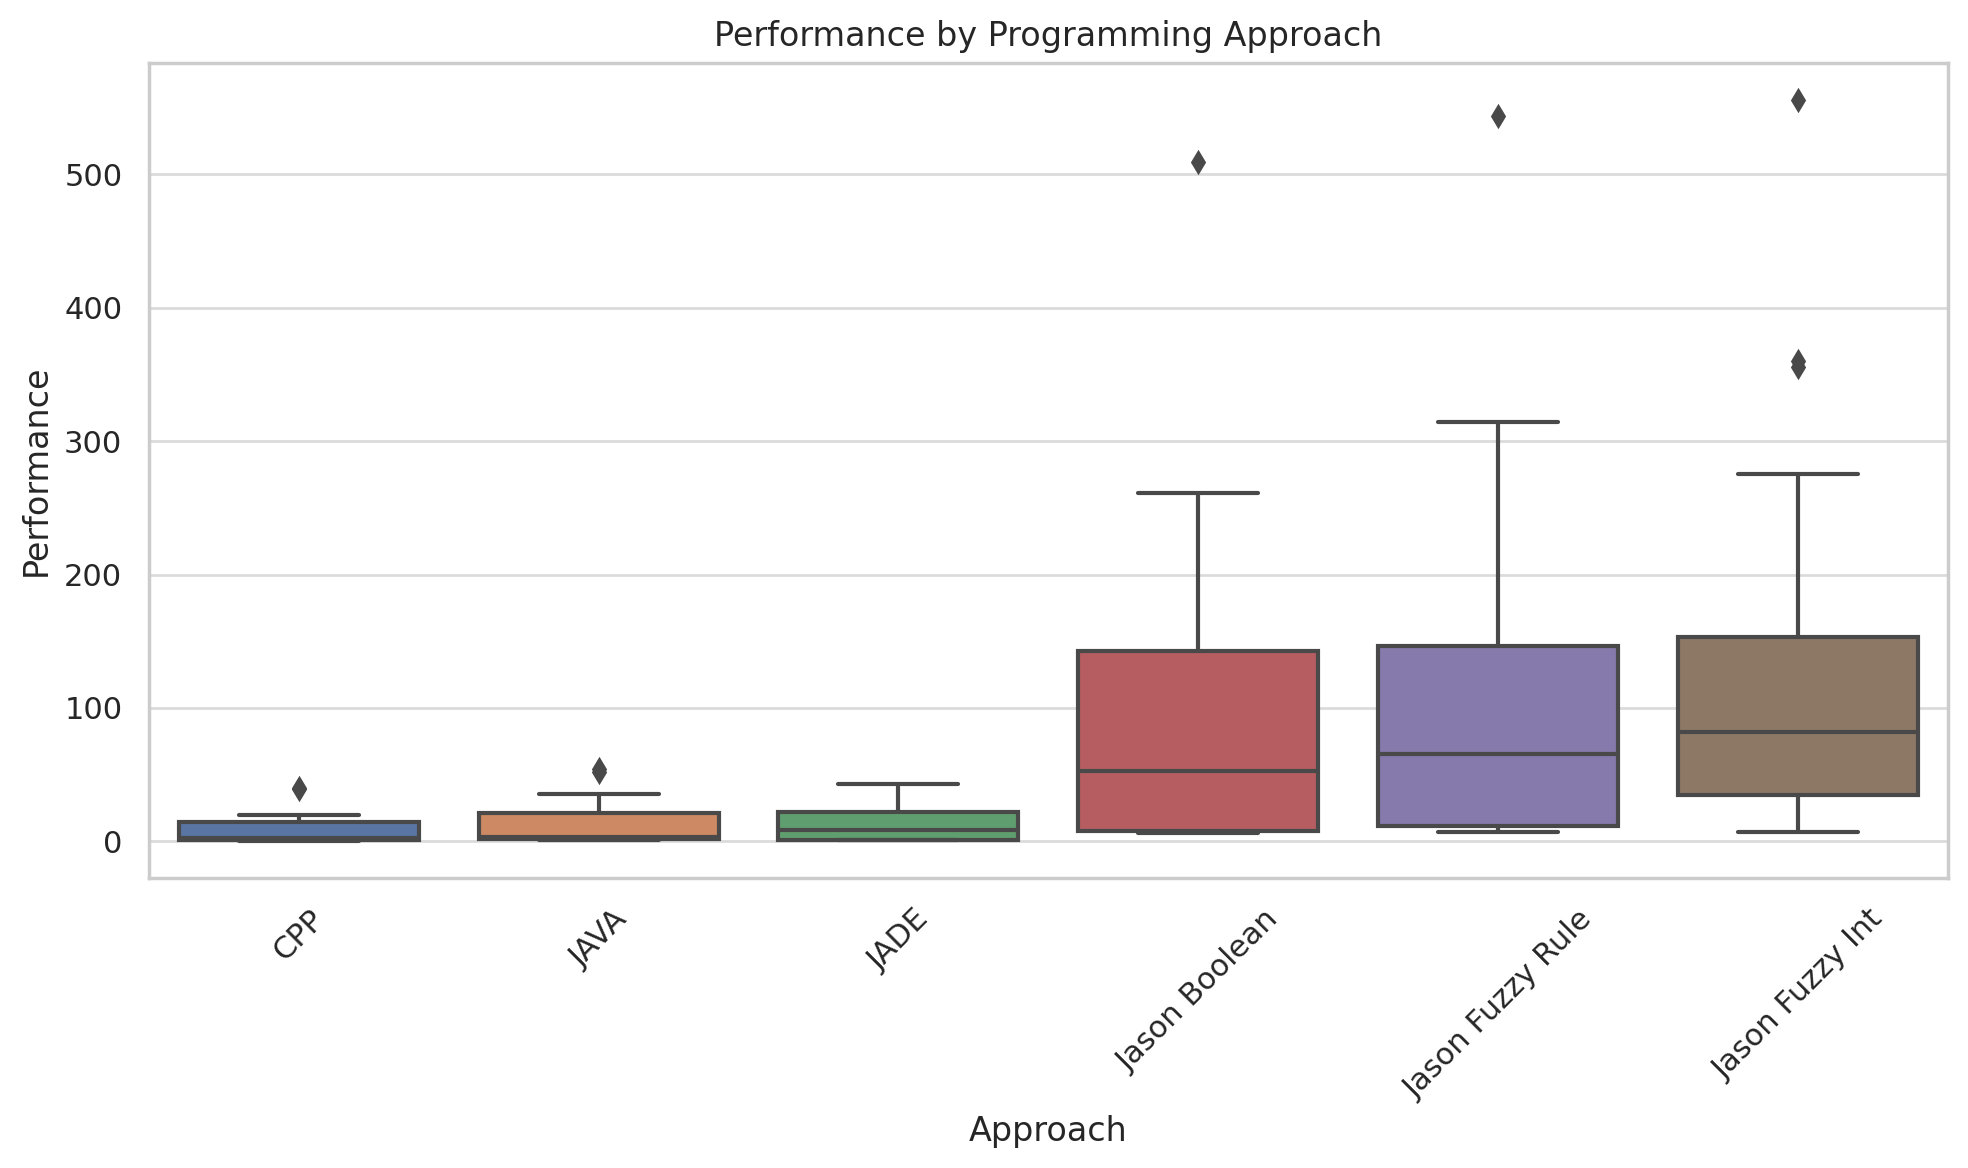 Performance by Programming Approach
Performance
500
400
300
200
100
0
CPP
JAVA
JADE
Jason Boolean
Jason Fuzzy Rule
Jason Fuzzy Int
Approach